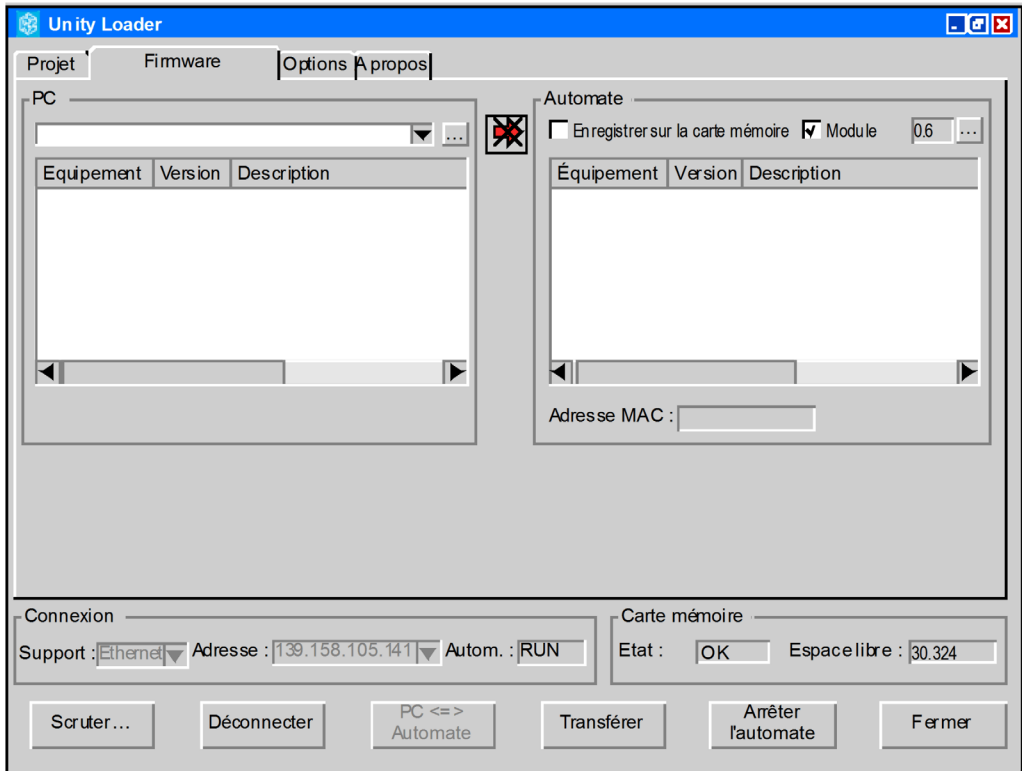 Unity Loader
Projet Firmware Options A propos
PC
...
Equipement Version Description
Automate
Enregistrer sur la carte mémoire Module 0.6 ...
Équipement Version Description
Adresse MAC :
Connexion
Support : Ethernet Adresse : 139.158.105.141 Autom. : RUN
Carte mémoire
Etat : OK Espace libre : 30.324
Scruter... Déconnecter PC <=> Automate Transférer Arrêter l'automate Fermer